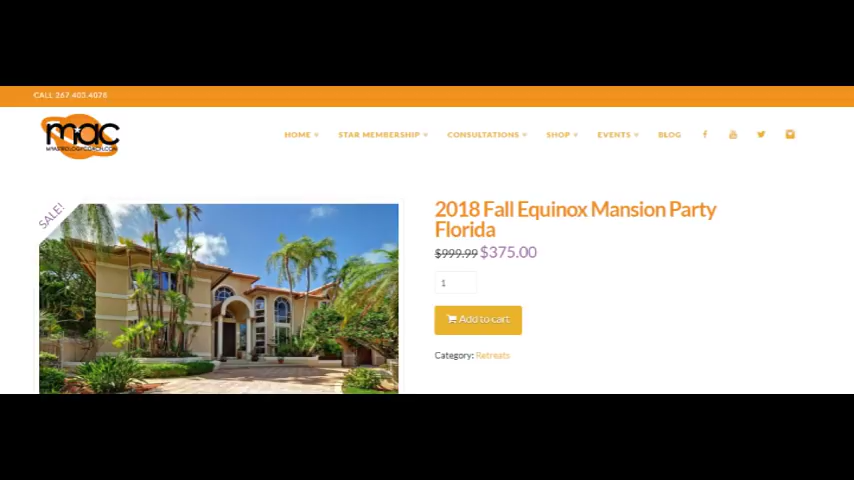 CALL 267.403.4078
mac
HOME
STAR MEMBERSHIP
CONSULTATIONS
SHOP
EVENTS
BLOG
SALE!
2018 Fall Equinox Mansion Party
Florida
$999.99 $375.00
1
Add to cart
Category: Retreats